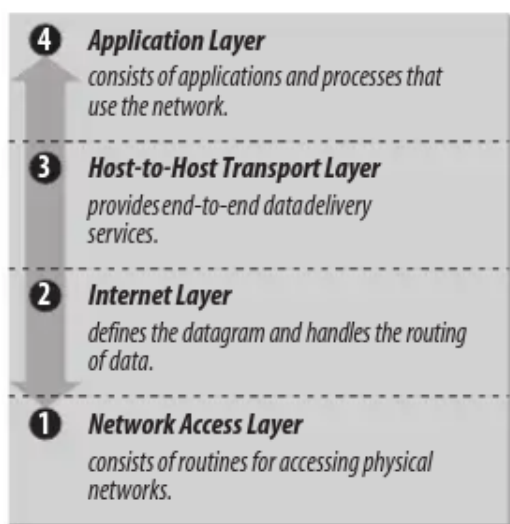 4 Application Layer
consists of applications and processes that
use the network.
3 Host-to-Host Transport Layer
provides end-to-end data delivery
services.
2 Internet Layer
defines the datagram and handles the routing
of data.
1 Network Access Layer
consists of routines for accessing physical
networks.